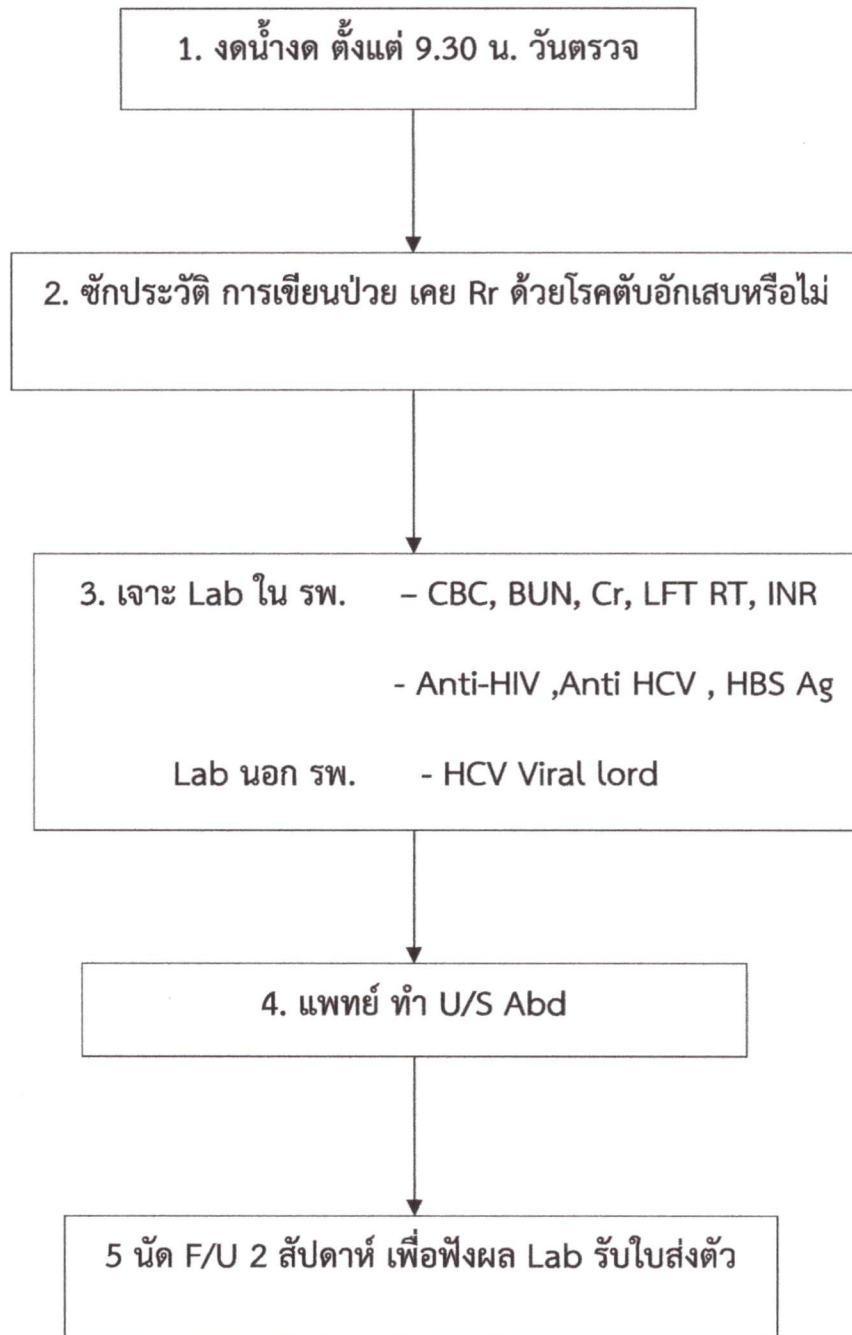 1. งดน้ำงด ตั้งแต่ 9.30 น. วันตรวจ
2. ซักประวัติ การเขียนป่วย เคย Rr ด้วยโรคตับอักเสบหรือไม่
3. เจาะ Lab ใน รพ. – CBC, BUN, Cr, LFT RT, INR
- Anti-HIV ,Anti HCV , HBS Ag
Lab นอก รพ. - HCV Viral lord
4. แพทย์ ทำ U/S Abd
5 นัด F/U 2 สัปดาห์ เพื่อฟังผล Lab รับใบส่งตัว